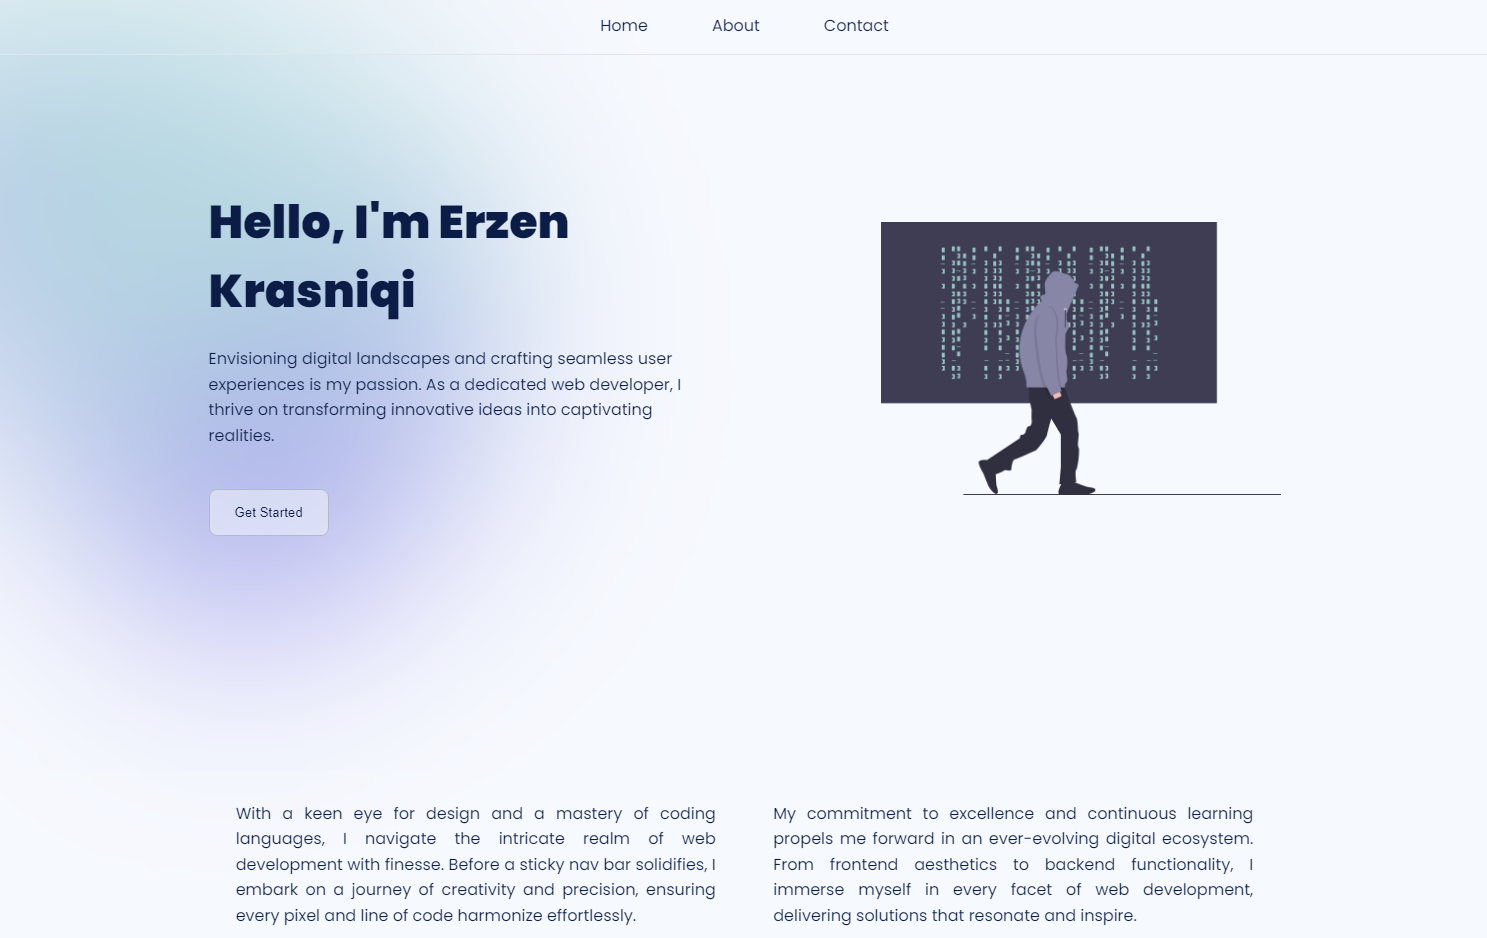 Home About Contact
Hello, I'm Erzen
Krasniqi
Envisioning digital landscapes and crafting seamless user
experiences is my passion. As a dedicated web developer, I
thrive on transforming innovative ideas into captivating
realities.
Get Started
With a keen eye for design and a mastery of coding
languages, I navigate the intricate realm of web
development with finesse. Before a sticky nav bar solidifies, I
embark on a journey of creativity and precision, ensuring
every pixel and line of code harmonize effortlessly.
My commitment to excellence and continuous learning
propels me forward in an ever-evolving digital ecosystem.
From frontend aesthetics to backend functionality, I
immerse myself in every facet of web development,
delivering solutions that resonate and inspire.